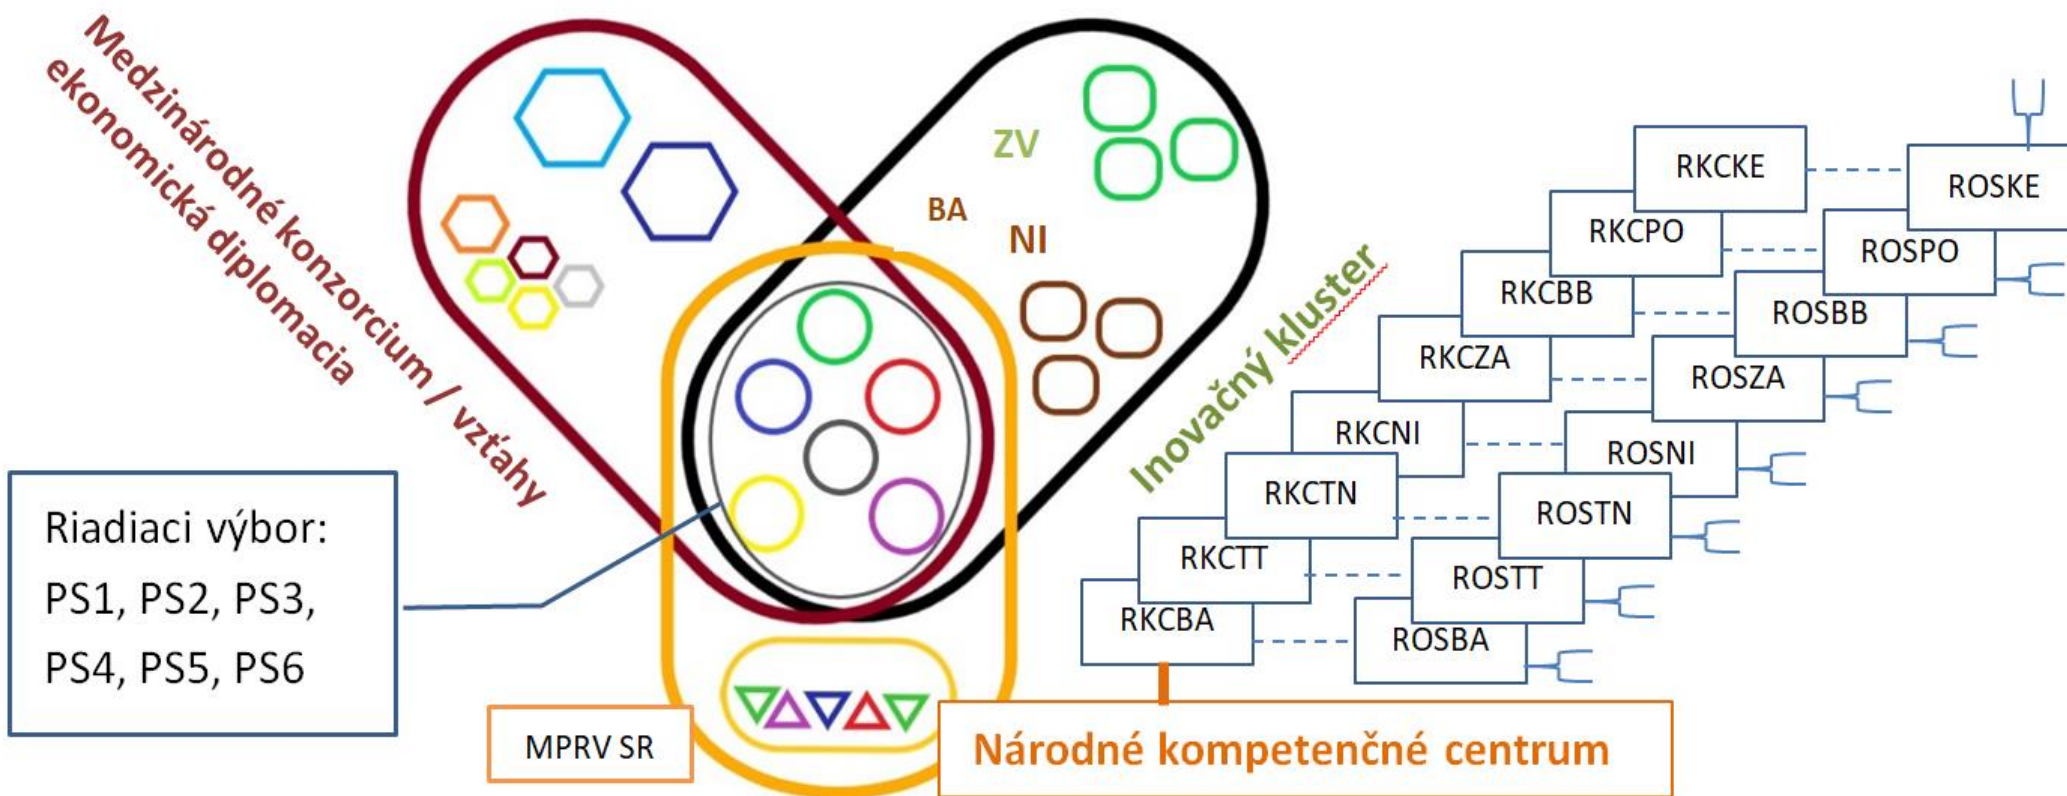 Medzinárodné konzorcium / vzťahy
ekonomická diplomacia
Riadiaci výbor:
PS1, PS2, PS3,
PS4, PS5, PS6
MPRV SR
ZV
BA
NI
Inovačný kluster
RKCKE
ROSKE
RKCPO
ROSPO
RKCBB
ROSBB
RKCZA
ROSZA
RKCNI
ROSNI
RKCTN
ROSTN
RKCTT
ROSTT
RKCBA
ROSBA
Národné kompetenčné centrum